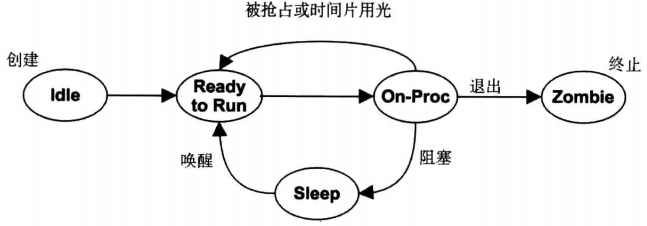 被抢占或时间片用光
创建
终止
Idle
Ready
to Run
On-Proc
退出
Zombie
唤醒
阻塞
Sleep